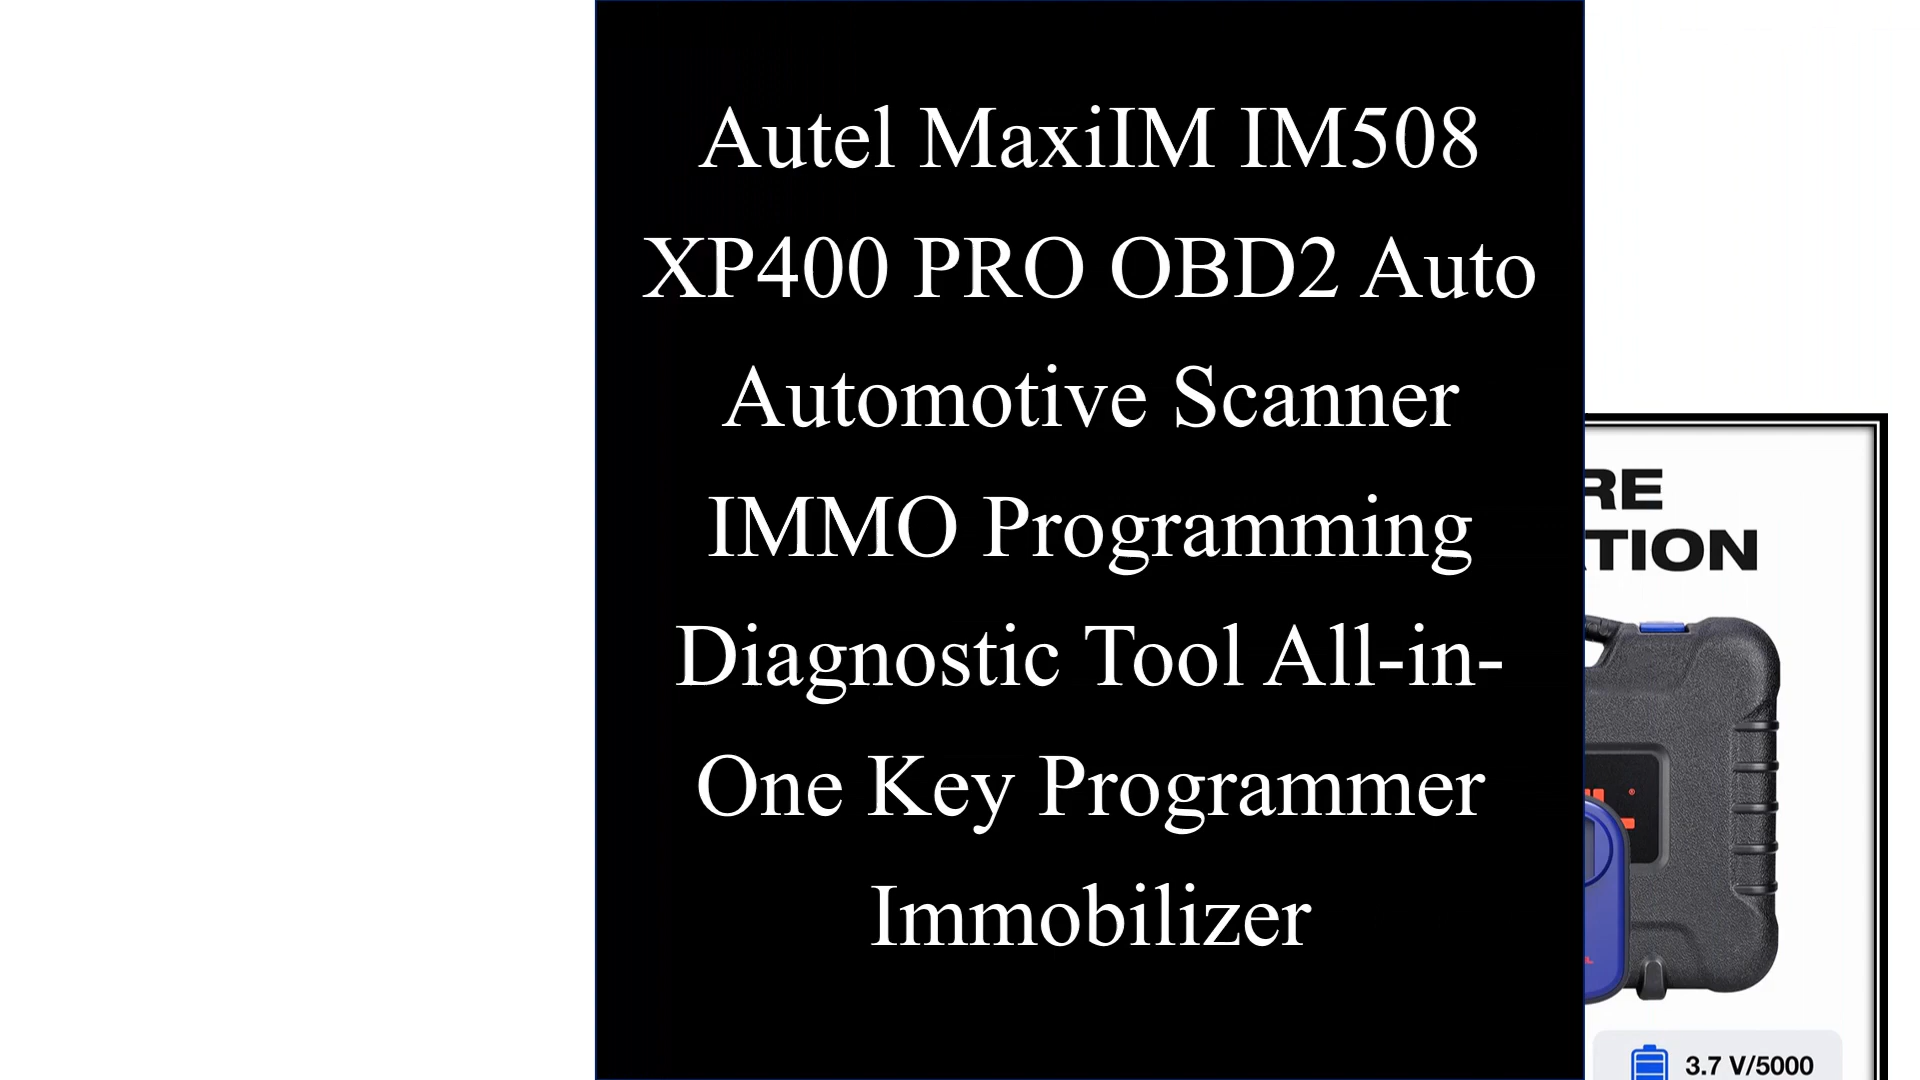 Autel MaxiIM IM508
XP400 PRO OBD2 Auto
Automotive Scanner
IMMO Programming
Diagnostic Tool All-in-
One Key Programmer
Immobilizer
RE
TION
3.7 V/5000